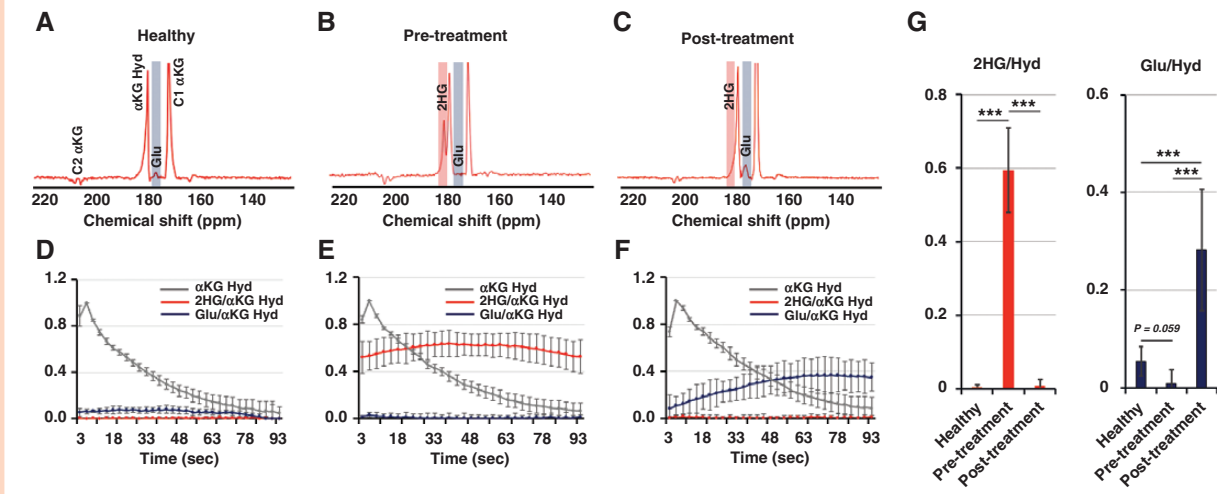 A
Healthy
αKG Hyd
C1 αKG
C2 αKG
Glu
220 200 180 160 140
Chemical shift (ppm)
B
Pre-treatment
2HG
Glu
220 200 180 160 140
Chemical shift (ppm)
C
Post-treatment
2HG
Glu
220 200 180 160 140
Chemical shift (ppm)
D
1.2
0.8
0.4
0.0
αKG Hyd
2HG/αKG Hyd
Glu/αKG Hyd
3 18 33 48 63 78 93
Time (sec)
E
1.2
0.8
0.4
0.0
αKG Hyd
2HG/αKG Hyd
Glu/αKG Hyd
3 18 33 48 63 78 93
Time (sec)
F
1.2
0.8
0.4
0.0
αKG Hyd
2HG/αKG Hyd
Glu/αKG Hyd
3 18 33 48 63 78 93
Time (sec)
G
2HG/Hyd
0.8
0.6
0.4
0.2
0
*** ***
Healthy
Pre-treatment
Post-treatment
Glu/Hyd
0.6
0.4
0.2
0
***
***
P = 0.059
Healthy
Pre-treatment
Post-treatment